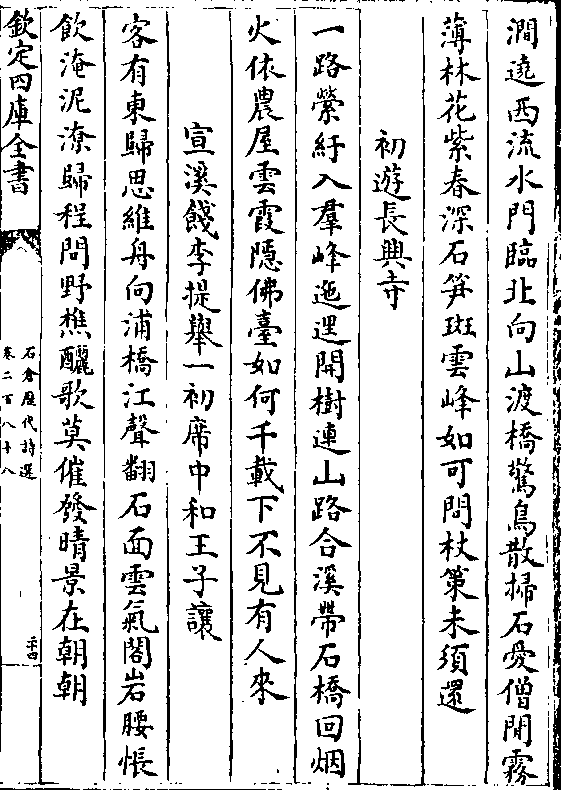 澗遶西流水門臨北向山渡橋驚鳥散掃石愛僧閒霧
薄林花紫春深石笋斑雲峰如可問杖策未須還
初遊長興寺
一路縈紆入羣峰迤逕開樹連山路合溪帶石橋回烟
火依農屋雲霞隱佛臺如何千載下不見有人來
宣溪餞李提舉一初席中和王子讓
客有東歸思維舟向浦橋江聲翻石面雲氣閣岩腰悵
飲淹泥潦歸程問野樵驪歌莫催發晴景在朝朝
欽定四庫全書
石倉歷代詩選
卷二百八十八
二十四